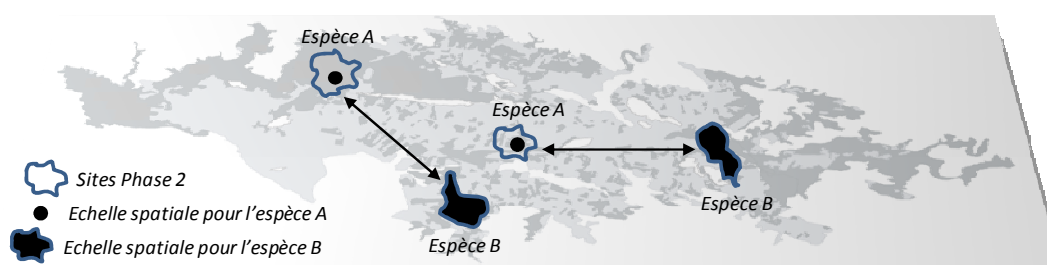 Espèce A
Espèce A
Espèce B
Espèce B
Sites Phase 2
Echelle spatiale pour l'espèce A
Echelle spatiale pour l'espèce B